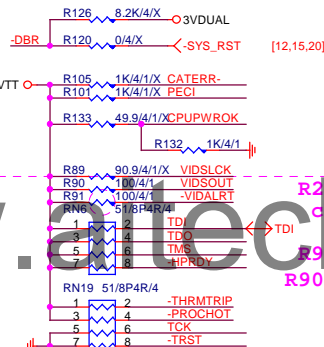 R126 8.2K/4/X 3VDUAL
-DBR R120 0/4/X -SYS_RST [12,15,20]
VTT R105 1K/4/1/X CATERR-
R101 1K/4/1/X PECI
R133 49.9/4/1/X CPUPWROK
R132 1K/4/1
R89 90.9/4/1/X VIDSLCK
R90 100/4/1 VIDSOUT
R91 100/4/1 -VIDALRT
RN6 51/8P4R/4
1 2 TDI TDI
3 4 TDO
5 6 TMS
7 8 -HPRDY
RN19 51/8P4R/4
1 2 -THRMTRIP
3 4 -PROCHOT
5 6 TCK
7 8 -TRST
R2
R9
R90